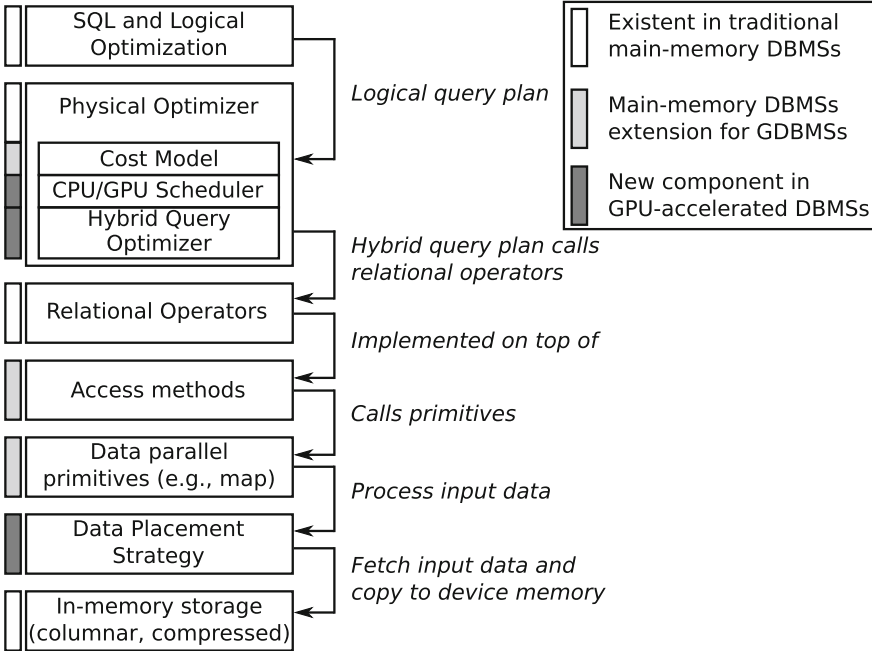 SQL and Logical
Optimization
Logical query plan
Physical Optimizer
Cost Model
CPU/GPU Scheduler
Hybrid Query
Optimizer
Hybrid query plan calls
relational operators
Relational Operators
Implemented on top of
Access methods
Calls primitives
Data parallel
primitives (e.g., map)
Process input data
Data Placement
Strategy
Fetch input data and
copy to device memory
In-memory storage
(columnar, compressed)
Existent in traditional
main-memory DBMSs
Main-memory DBMSs
extension for GDBMSs
New component in
GPU-accelerated DBMSs